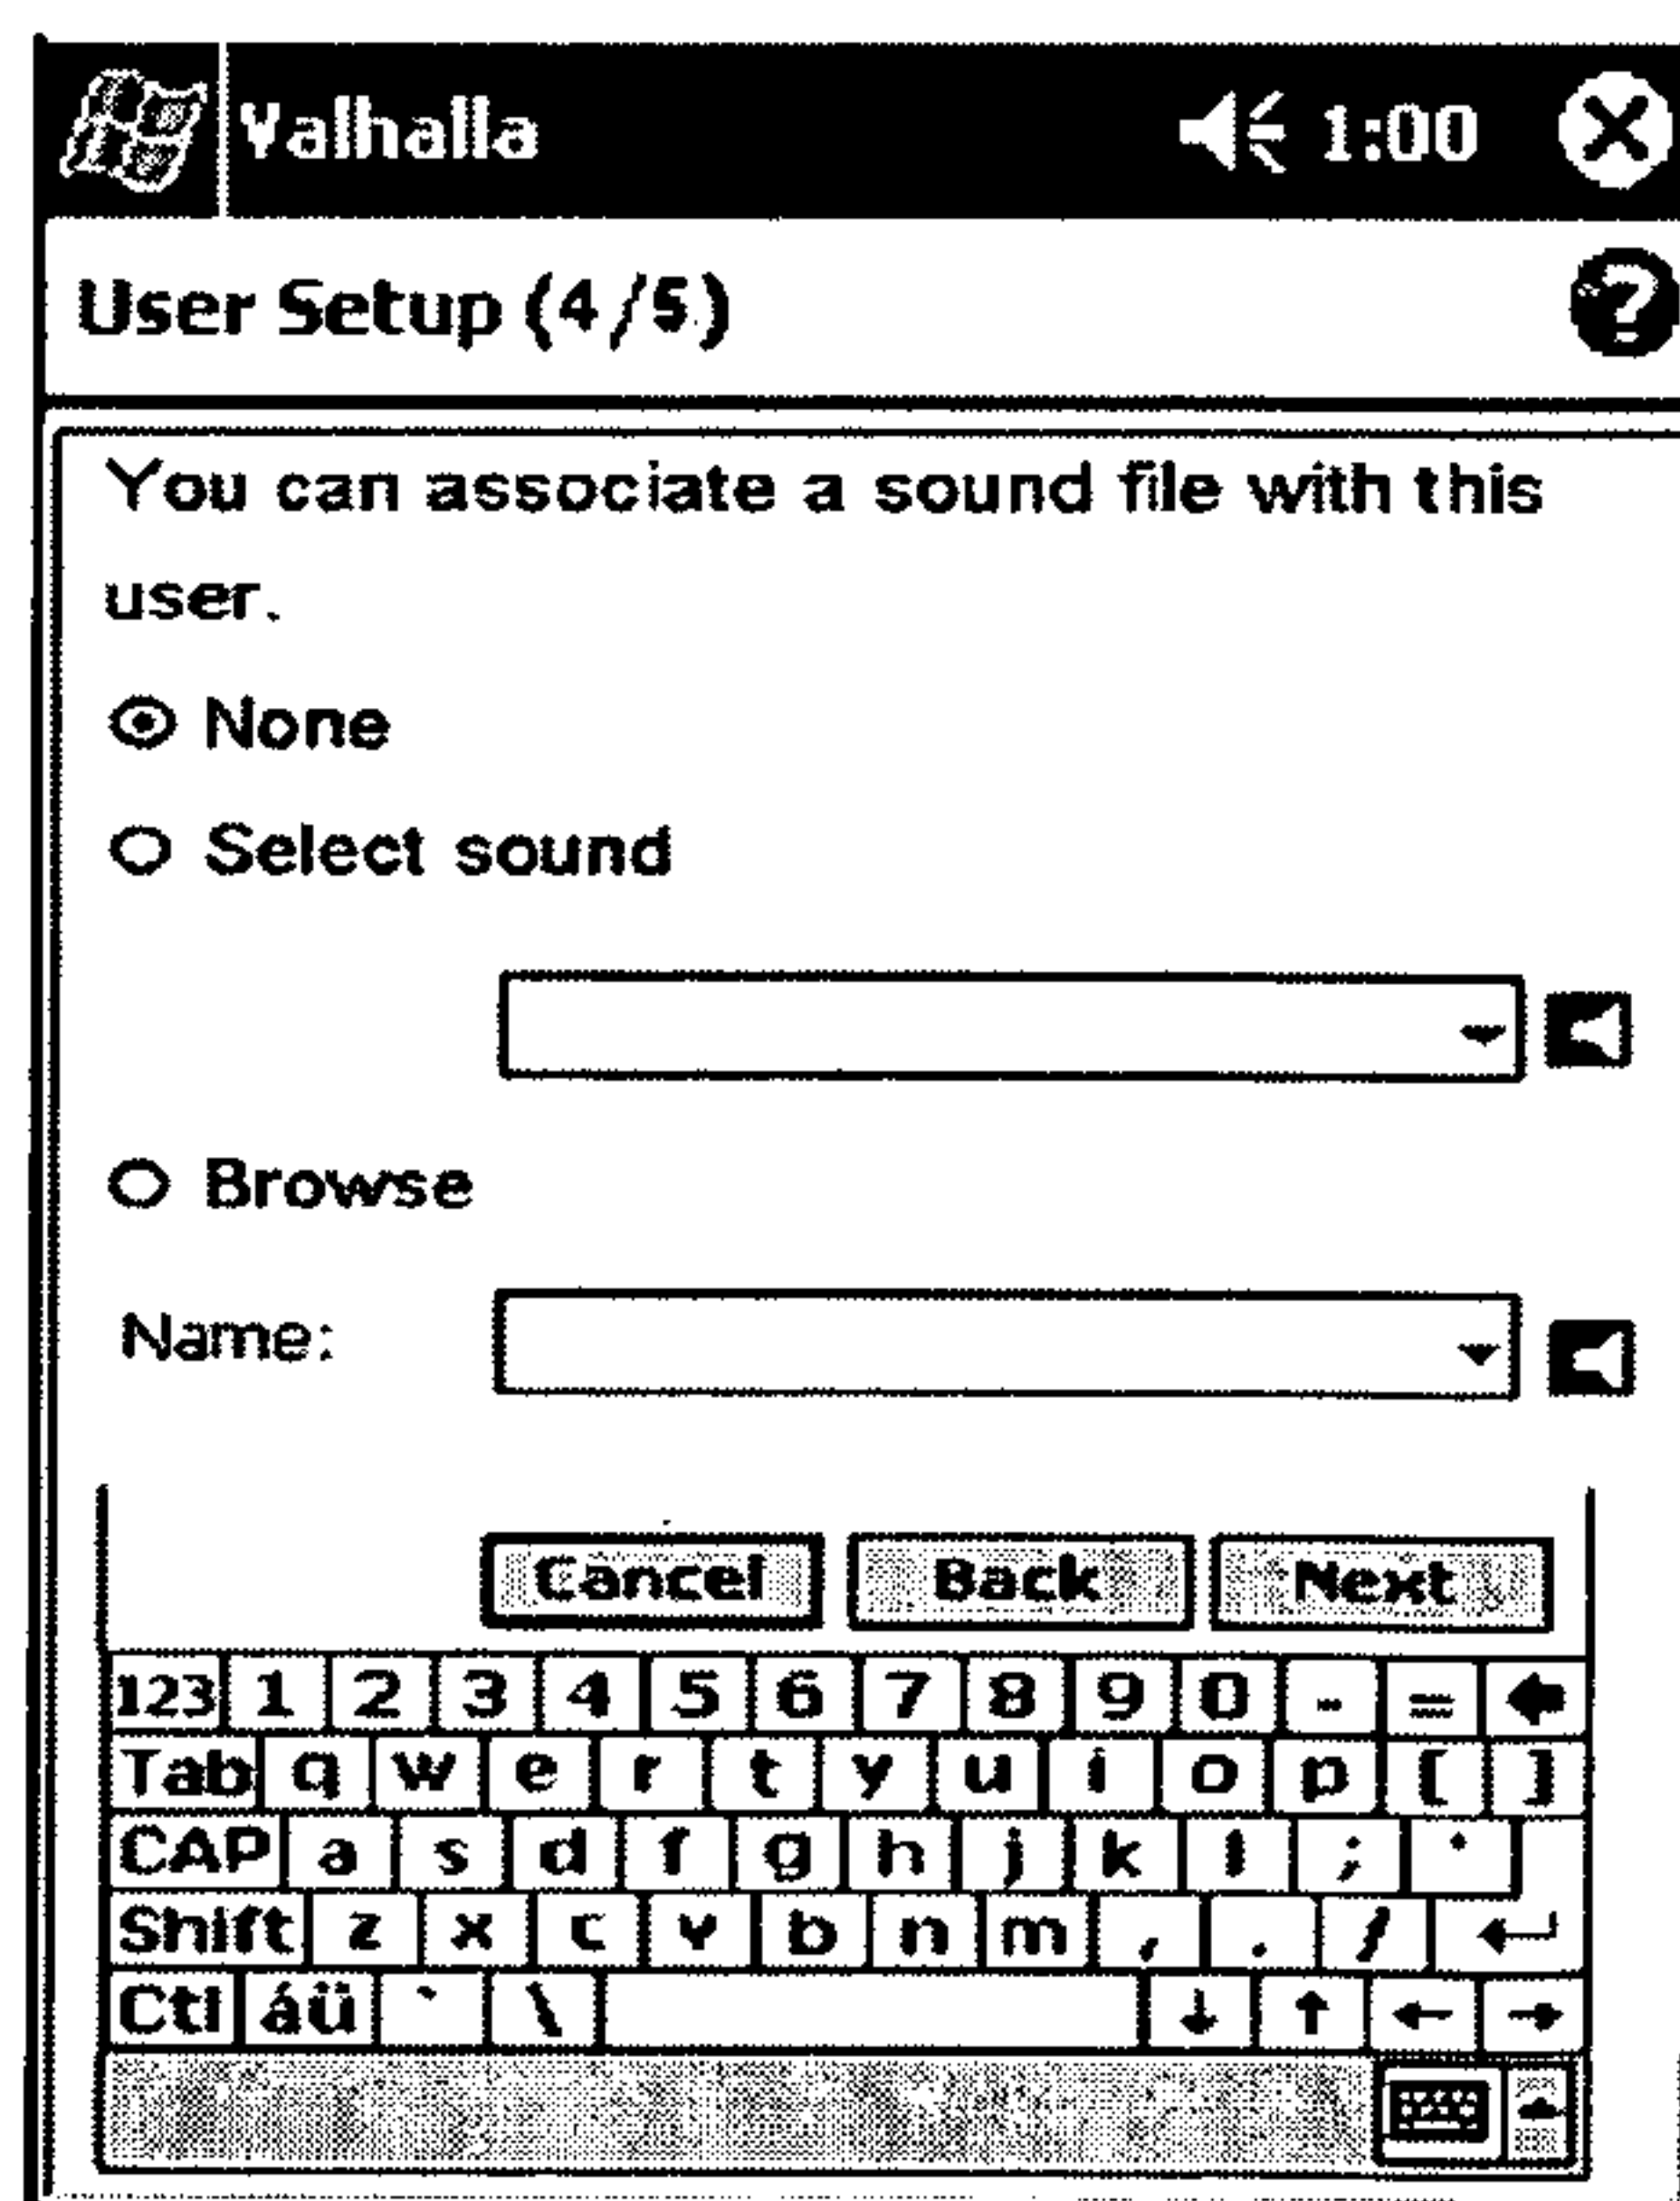 Valhalla 1:00
User Setup (4/5)
You can associate a sound file with this
user.
None
Select sound
Browse
Name:
Cancel Back Next
123 1 2 3 4 5 6 7 8 9 0 - =
Tab q w e r t y u i o p [ ]
CAP a s d f g h j k l ; '
Shift z x c v b n m , . /
Ctl áü ` \